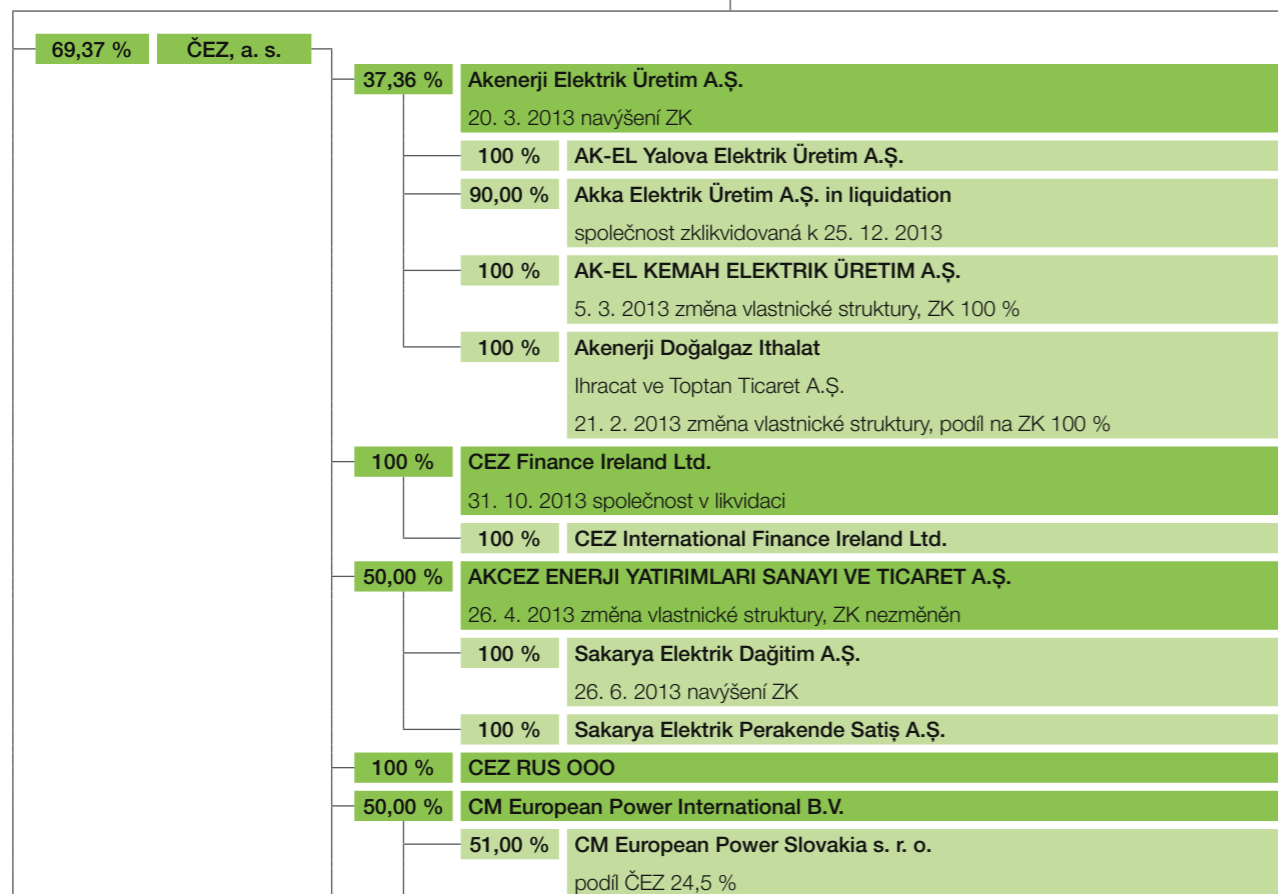 69,37 % ČEZ, a. s.
37,36 % Akenerji Elektrik Üretim A.Ş.
20. 3. 2013 navýšení ZK
100 % AK-EL Yalova Elektrik Üretim A.Ş.
90,00 % Akka Elektrik Üretim A.Ş. in liquidation
společnost zklikvidovaná k 25. 12. 2013
100 % AK-EL KEMAH ELEKTRIK ÜRETIM A.Ş.
5. 3. 2013 změna vlastnické struktury, ZK 100 %
100 % Akenerji Doğalgaz Ithalat
Ihracat ve Toptan Ticaret A.Ş.
21. 2. 2013 změna vlastnické struktury, podíl na ZK 100 %
100 % CEZ Finance Ireland Ltd.
31. 10. 2013 společnost v likvidaci
100 % CEZ International Finance Ireland Ltd.
50,00 % AKCEZ ENERJI YATIRIMLARI SANAYI VE TICARET A.Ş.
26. 4. 2013 změna vlastnické struktury, ZK nezměněn
100 % Sakarya Elektrik Dağitim A.Ş.
26. 6. 2013 navýšení ZK
100 % Sakarya Elektrik Perakende Satiş A.Ş.
100 % CEZ RUS OOO
50,00 % CM European Power International B.V.
51,00 % CM European Power Slovakia s. r. o.
podíl ČEZ 24,5 %